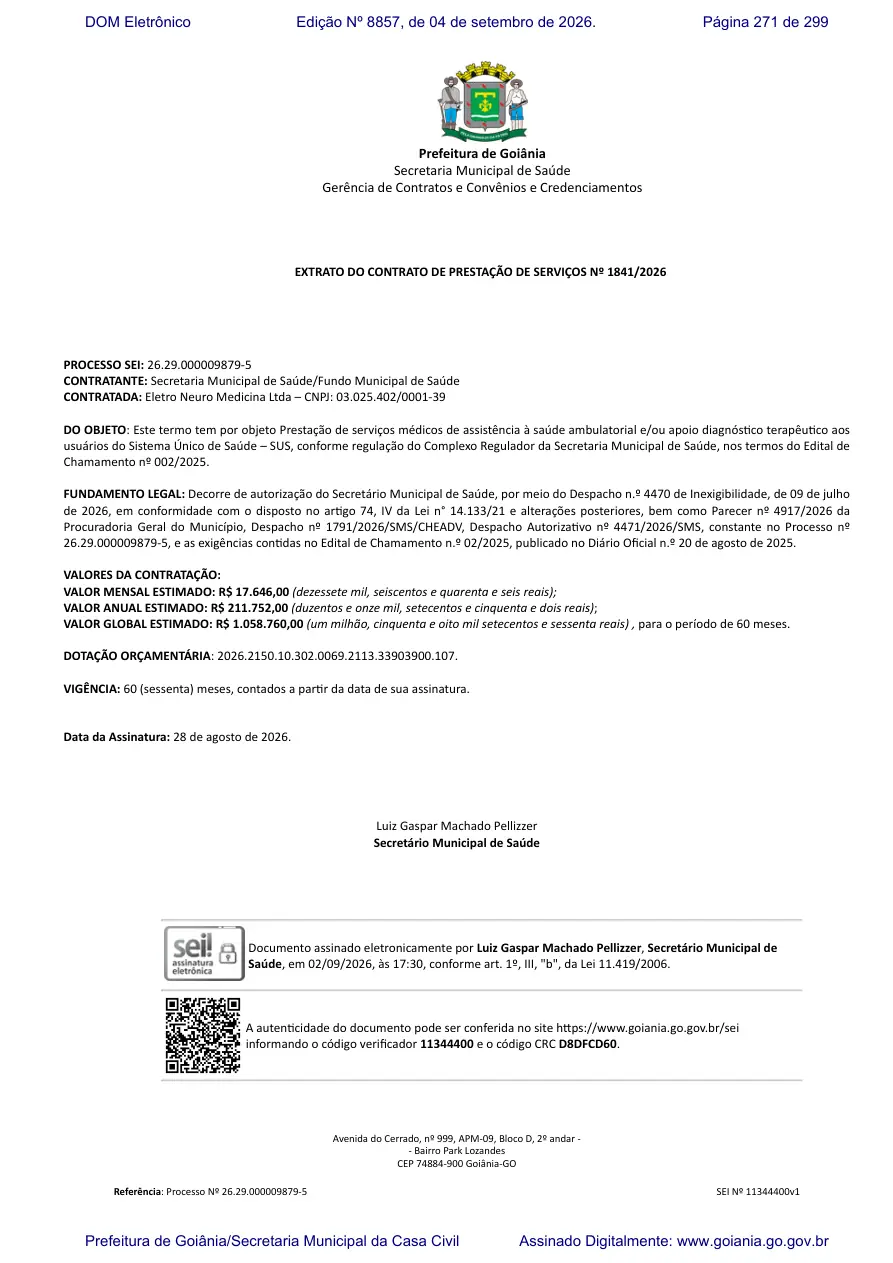 DOM Eletrônico Edição Nº 8857, de 04 de setembro de 2026. Página 271 de 299
Prefeitura de Goiânia
Secretaria Municipal de Saúde
Gerência de Contratos e Convênios e Credenciamentos
EXTRATO DO CONTRATO DE PRESTAÇÃO DE SERVIÇOS Nº 1841/2026
PROCESSO SEI: 26.29.000009879-5
CONTRATANTE: Secretaria Municipal de Saúde/Fundo Municipal de Saúde
CONTRATADA: Eletro Neuro Medicina Ltda – CNPJ: 03.025.402/0001-39
DO OBJETO: Este termo tem por objeto Prestação de serviços médicos de assistência à saúde ambulatorial e/ou apoio diagnóstico terapêutico aos
usuários do Sistema Único de Saúde – SUS, conforme regulação do Complexo Regulador da Secretaria Municipal de Saúde, nos termos do Edital de
Chamamento nº 002/2025.
FUNDAMENTO LEGAL: Decorre de autorização do Secretário Municipal de Saúde, por meio do Despacho n.º 4470 de Inexigibilidade, de 09 de julho
de 2026, em conformidade com o disposto no artigo 74, IV da Lei n° 14.133/21 e alterações posteriores, bem como Parecer nº 4917/2026 da
Procuradoria Geral do Município, Despacho nº 1791/2026/SMS/CHEADV, Despacho Autorizativo nº 4471/2026/SMS, constante no Processo nº
26.29.000009879-5, e as exigências contidas no Edital de Chamamento n.º 02/2025, publicado no Diário Oficial n.º 20 de agosto de 2025.
VALORES DA CONTRATAÇÃO:
VALOR MENSAL ESTIMADO: R$ 17.646,00 (dezessete mil, seiscentos e quarenta e seis reais);
VALOR ANUAL ESTIMADO: R$ 211.752,00 (duzentos e onze mil, setecentos e cinquenta e dois reais);
VALOR GLOBAL ESTIMADO: R$ 1.058.760,00 (um milhão, cinquenta e oito mil setecentos e sessenta reais) , para o período de 60 meses.
DOTAÇÃO ORÇAMENTÁRIA: 2026.2150.10.302.0069.2113.33903900.107.
VIGÊNCIA: 60 (sessenta) meses, contados a partir da data de sua assinatura.
Data da Assinatura: 28 de agosto de 2026.
Luiz Gaspar Machado Pellizzer
Secretário Municipal de Saúde
sei!
assinatura
eletrônica
Documento assinado eletronicamente por Luiz Gaspar Machado Pellizzer, Secretário Municipal de
Saúde, em 02/09/2026, às 17:30, conforme art. 1º, III, "b", da Lei 11.419/2006.
A autenticidade do documento pode ser conferida no site https://www.goiania.go.gov.br/sei
informando o código verificador 11344400 e o código CRC D8DFCD60.
Avenida do Cerrado, nº 999, APM-09, Bloco D, 2º andar -
- Bairro Park Lozandes
CEP 74884-900 Goiânia-GO
Referência: Processo Nº 26.29.000009879-5 SEI Nº 11344400v1
Prefeitura de Goiânia/Secretaria Municipal da Casa Civil Assinado Digitalmente: www.goiania.go.gov.br